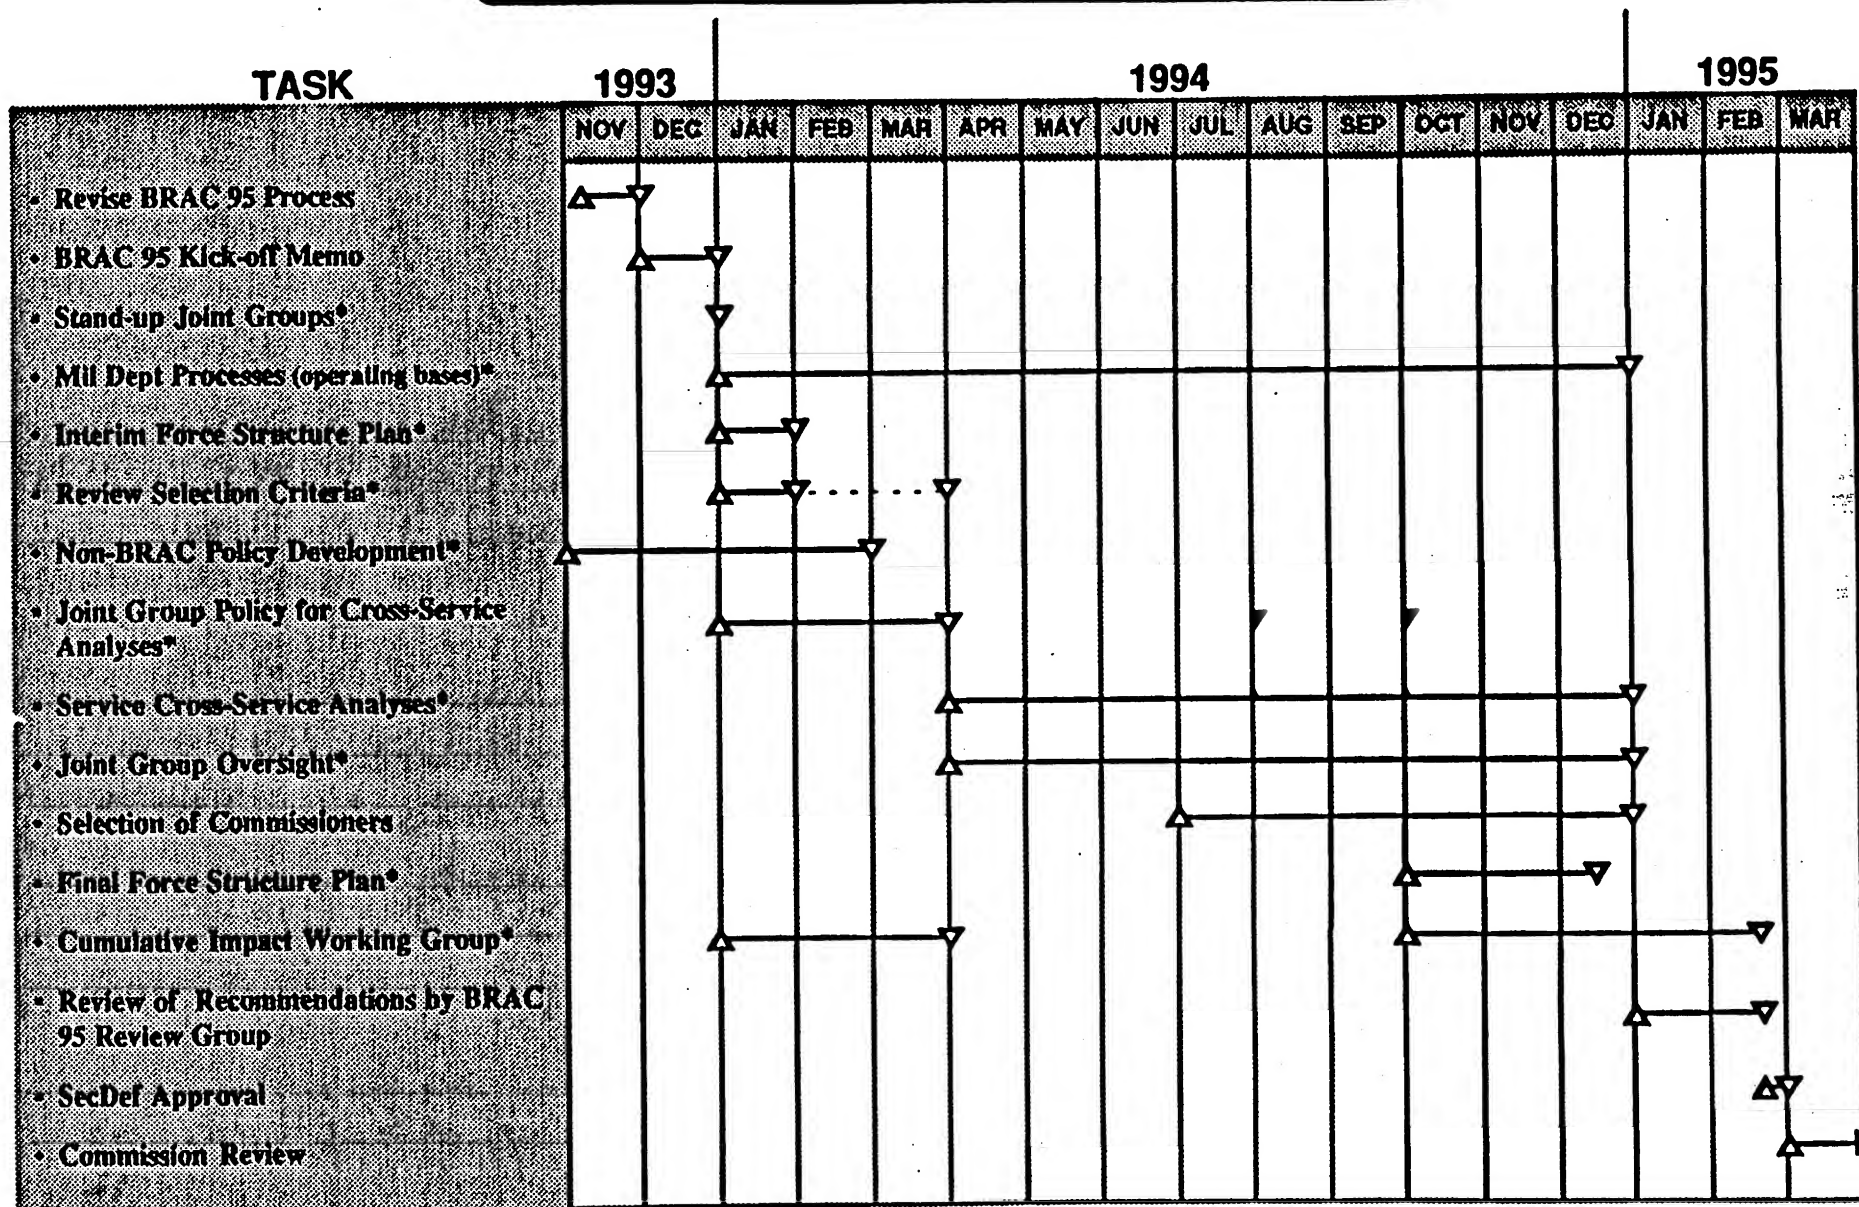 TASK 1993 1994 1995
NOV DEC JAN FEB MAR APR MAY JUN JUL AUG SEP OCT NOV DEC JAN FEB MAR
• Revise BRAC 95 Process
• BRAC 95 Kick-off Memo
• Stand-up Joint Groups*
• Mil Dept Processes (operating bases)*
• Interim Force Structure Plan*
• Review Selection Criteria*
• Non-BRAC Policy Development*
• Joint Group Policy for Cross-Service
Analyses*
• Service Cross-Service Analyses*
• Joint Group Oversight*
• Selection of Commissioners
• Final Force Structure Plan*
• Cumulative Impact Working Group*
• Review of Recommendations by BRAC
95 Review Group
• SecDef Approval
• Commission Review